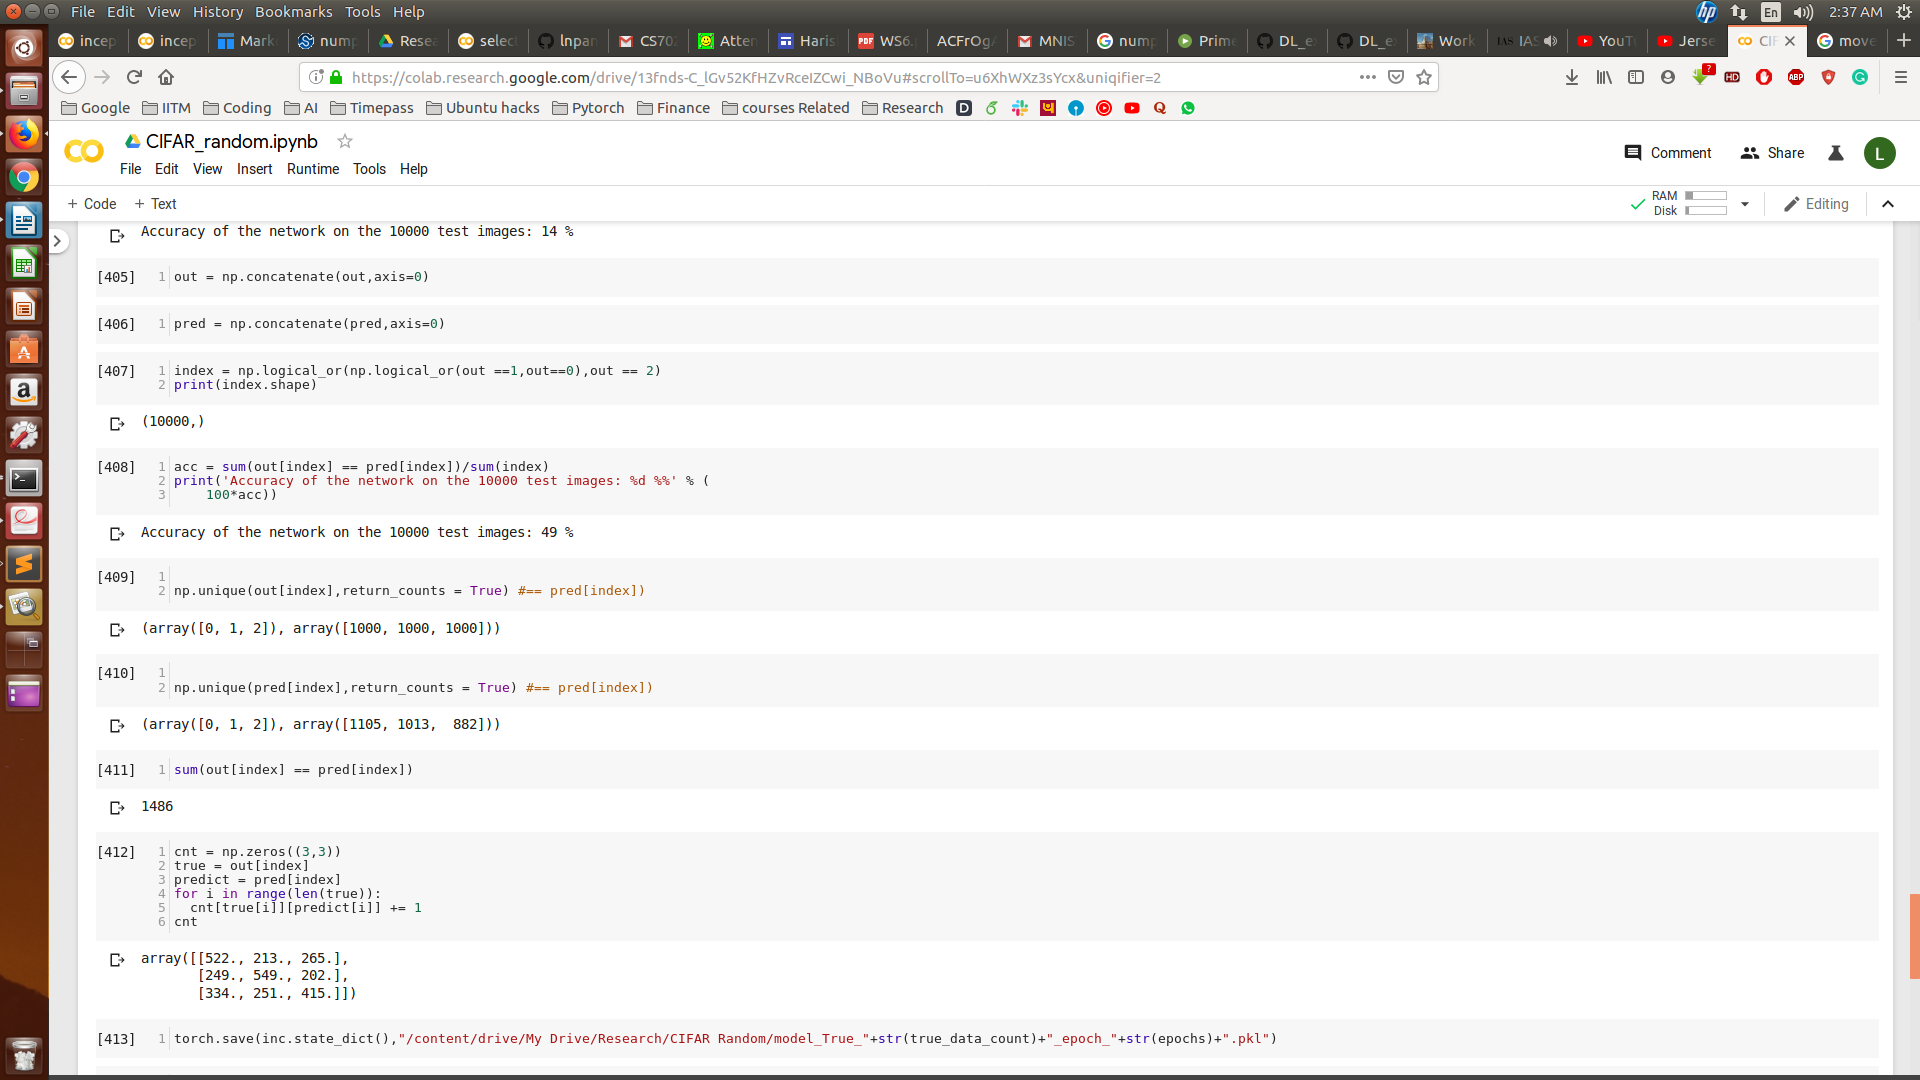 File Edit View History Bookmarks Tools Help
En 2:37 AM
incep incep Mark nump Resea selec lnpan CS702 Atten Haris WS6. ACFrOgA MNIS nump Prime DL_e DL_e Work IAS YouT Jerse CIF move
https://colab.research.google.com/drive/13fnds-C_lGv52KfHZvRceIZCwi_NBoVu#scrollTo=u6XhWXz3sYcx&uniqifier=2
Google IITM Coding AI Timepass Ubuntu hacks Pytorch Finance courses Related Research
CIFAR_random.ipynb
Comment Share L
File Edit View Insert Runtime Tools Help
+ Code + Text
RAM
Disk
Editing
Accuracy of the network on the 10000 test images: 14 %
[405] 1 out = np.concatenate(out,axis=0)
[406] 1 pred = np.concatenate(pred,axis=0)
[407] 1 index = np.logical_or(np.logical_or(out ==1,out==0),out == 2)
2 print(index.shape)
(10000,)
[408] 1 acc = sum(out[index] == pred[index])/sum(index)
2 print('Accuracy of the network on the 10000 test images: %d %%' % (
3     100*acc))
Accuracy of the network on the 10000 test images: 49 %
[409] 1
2 np.unique(out[index],return_counts = True) #== pred[index])
(array([0, 1, 2]), array([1000, 1000, 1000]))
[410] 1
2 np.unique(pred[index],return_counts = True) #== pred[index])
(array([0, 1, 2]), array([1105, 1013,  882]))
[411] 1 sum(out[index] == pred[index])
1486
[412] 1 cnt = np.zeros((3,3))
2 true = out[index]
3 predict = pred[index]
4 for i in range(len(true)):
5   cnt[true[i]][predict[i]] += 1
6 cnt
array([[522., 213., 265.],
[249., 549., 202.],
[334., 251., 415.]])
[413] 1 torch.save(inc.state_dict(),"/content/drive/My Drive/Research/CIFAR Random/model_True_"+str(true_data_count)+"_epoch_"+str(epochs)+".pkl")